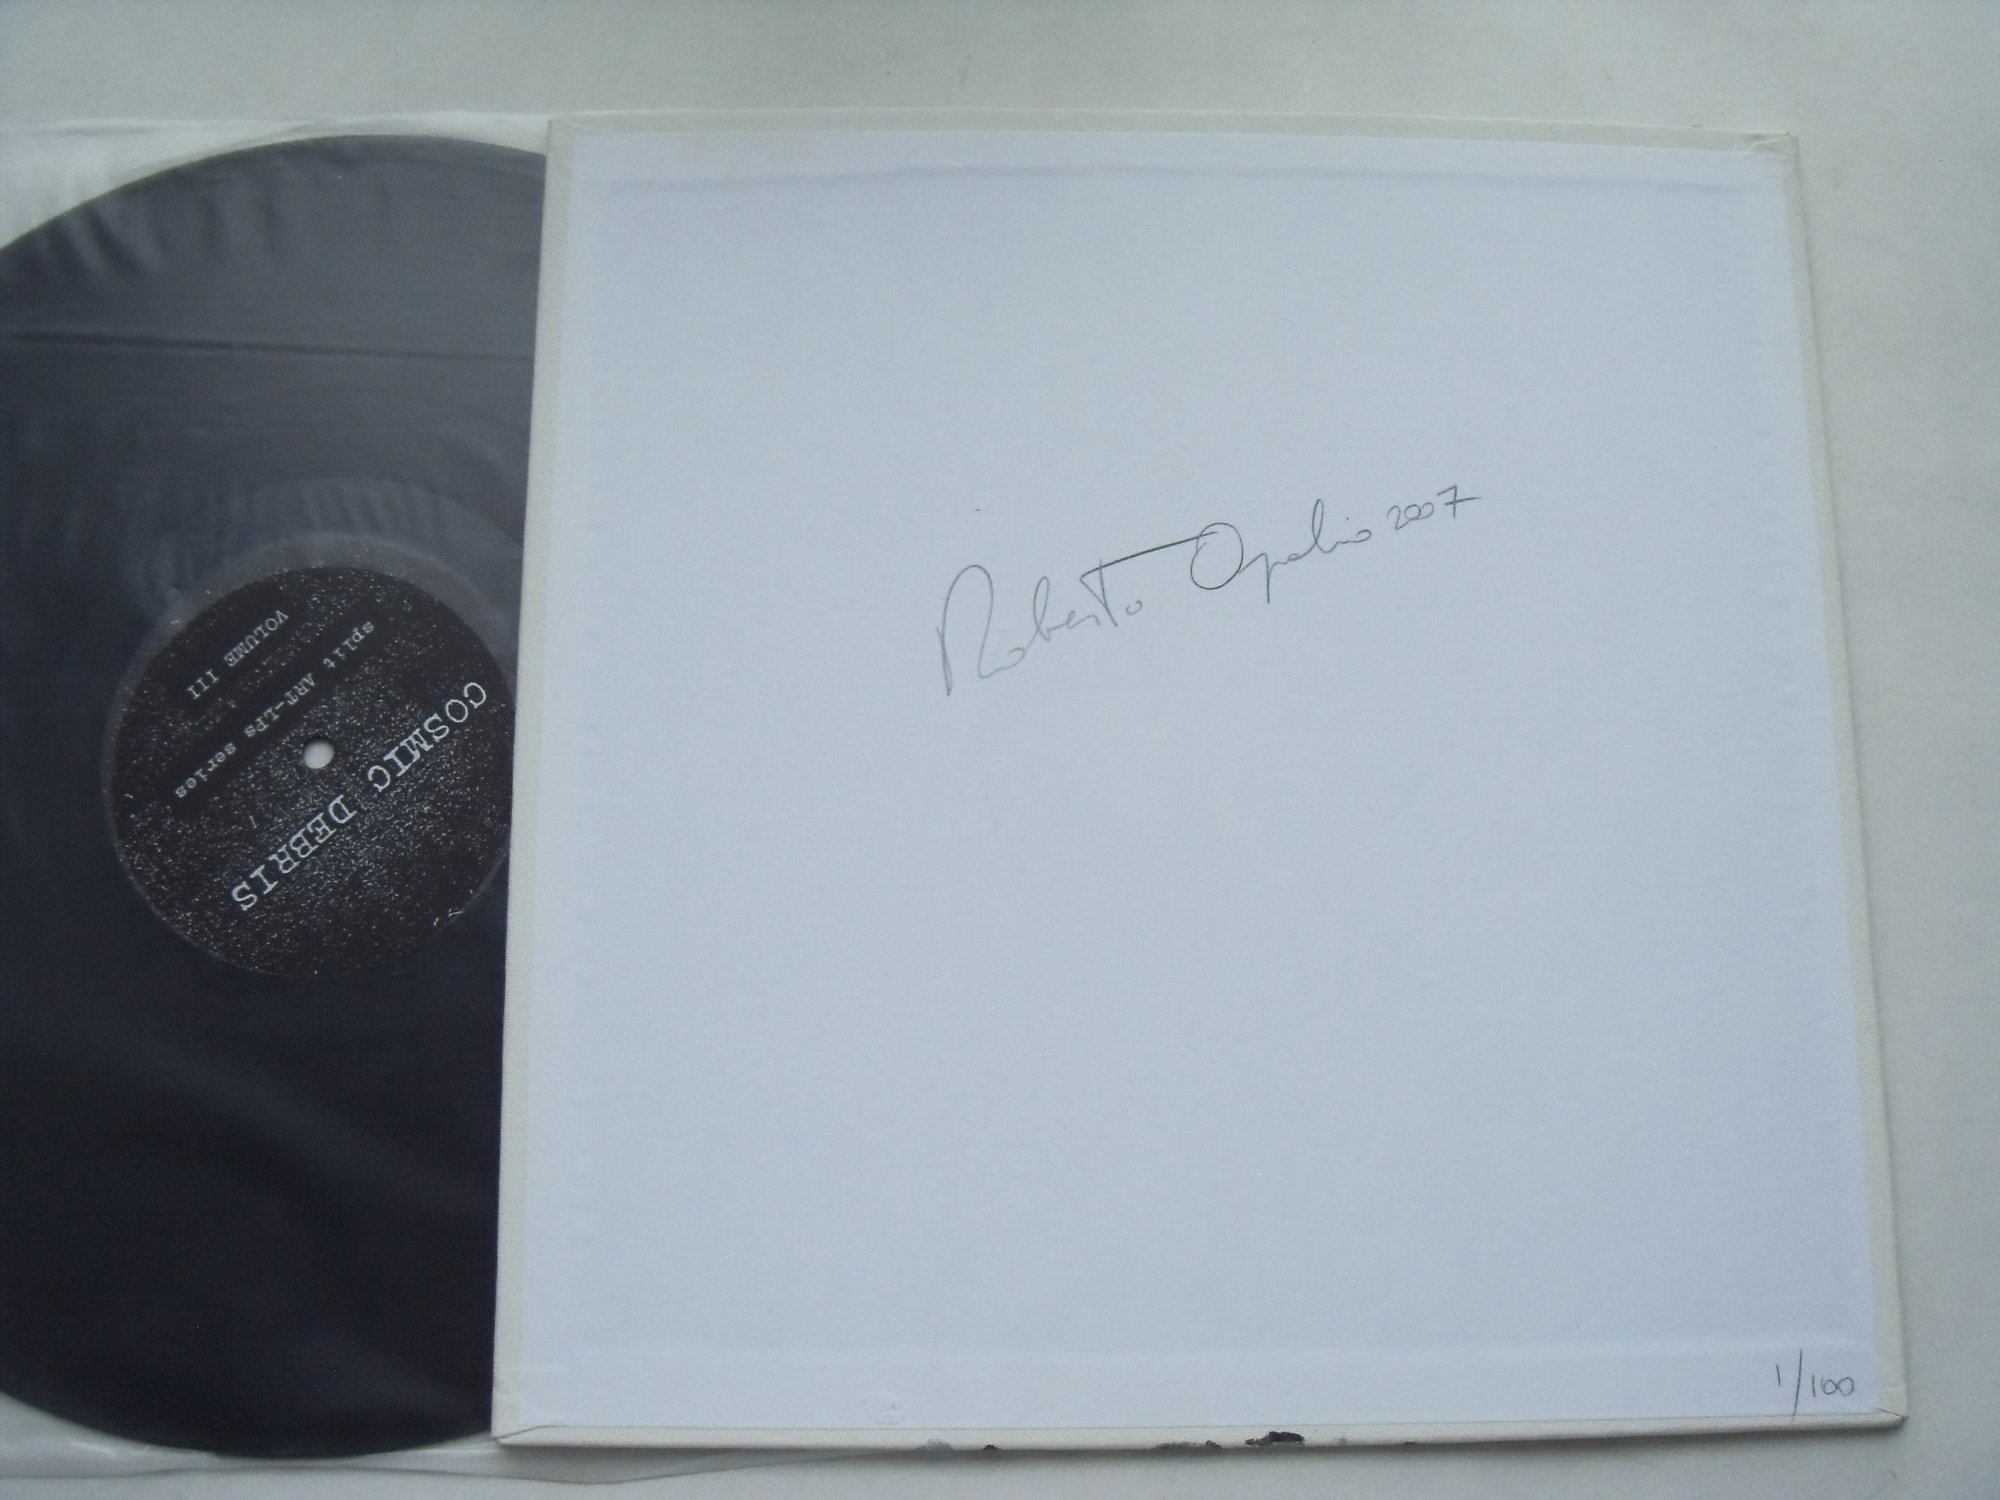 COSMIC DEBRIS
split ART-LPs series
VOLUME III
Roberto Opalio 2007
1/100